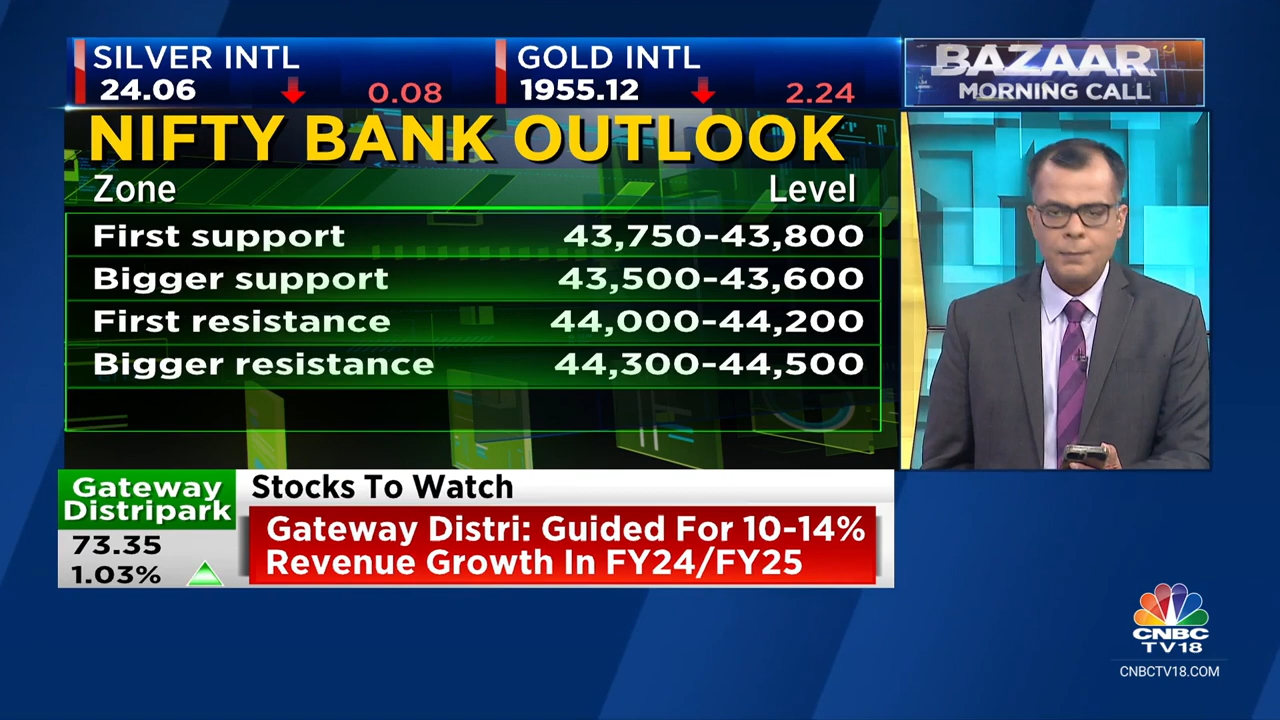 SILVER INTL
24.06 0.08
GOLD INTL
1955.12 2.24
BAZAAR
MORNING CALL
NIFTY BANK OUTLOOK
Zone Level
First support 43,750-43,800
Bigger support 43,500-43,600
First resistance 44,000-44,200
Bigger resistance 44,300-44,500
Gateway
Distripark
73.35
1.03%
Stocks To Watch
Gateway Distri: Guided For 10-14%
Revenue Growth In FY24/FY25
CNBC
TV18
CNBCTV18.COM